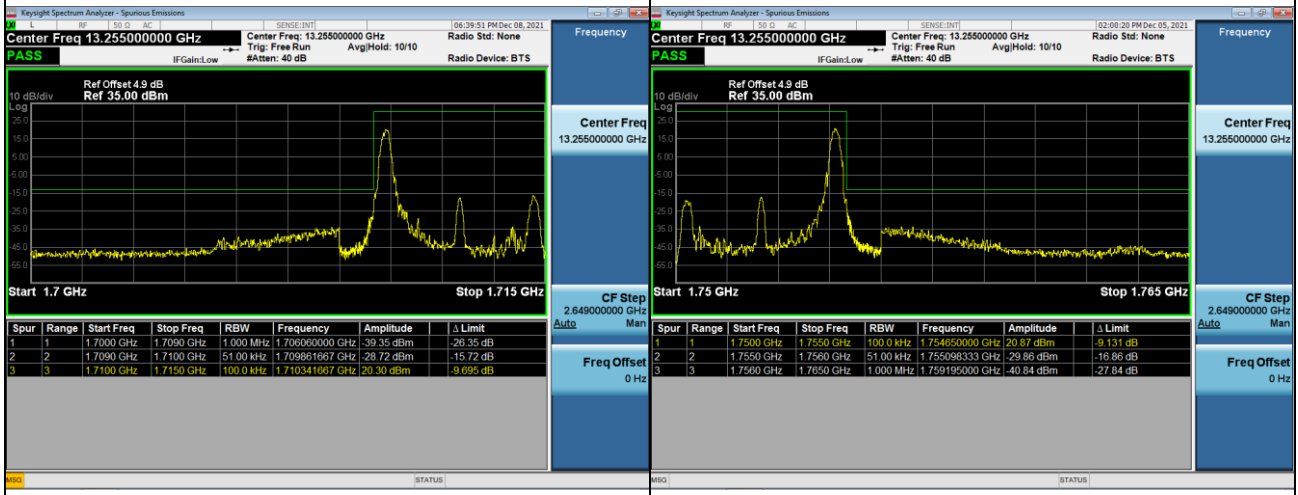 Keysight Spectrum Analyzer - Spurious Emissions
L RF 50 Ω AC SENSE:INT 06:39:51 PM Dec 08, 2021
Center Freq 13.255000000 GHz
Center Freq: 13.255000000 GHz
Radio Std: None
Trig: Free Run Avg|Hold: 10/10
PASS
IFGain:Low
#Atten: 40 dB
Radio Device: BTS
Ref Offset 4.9 dB
10 dB/div Ref 35.00 dBm
Log
25.0
15.0
5.00
-5.00
-15.0
-25.0
-35.0
-45.0
-55.0
Start 1.7 GHz Stop 1.715 GHz
Spur Range Start Freq Stop Freq RBW Frequency Amplitude Δ Limit
1 1 1.7000 GHz 1.7090 GHz 1.000 MHz 1.706060000 GHz -39.35 dBm -26.35 dB
2 2 1.7090 GHz 1.7100 GHz 51.00 kHz 1.709861667 GHz -28.72 dBm -15.72 dB
3 3 1.7100 GHz 1.7150 GHz 100.0 kHz 1.710341667 GHz 20.30 dBm -9.695 dB
MSG STATUS
Frequency
Center Freq
13.255000000 GHz
CF Step
2.649000000 GHz
Auto Man
Freq Offset
0 Hz
Keysight Spectrum Analyzer - Spurious Emissions
RF 50 Ω AC SENSE:INT 02:00:20 PM Dec 05, 2021
Center Freq 13.255000000 GHz
Center Freq: 13.255000000 GHz
Radio Std: None
Trig: Free Run Avg|Hold: 10/10
PASS
IFGain:Low
#Atten: 40 dB
Radio Device: BTS
Ref Offset 4.9 dB
10 dB/div Ref 35.00 dBm
Log
25.0
15.0
5.00
-5.00
-15.0
-25.0
-35.0
-45.0
-55.0
Start 1.75 GHz Stop 1.765 GHz
Spur Range Start Freq Stop Freq RBW Frequency Amplitude Δ Limit
1 1 1.7500 GHz 1.7550 GHz 100.0 kHz 1.754650000 GHz 20.87 dBm -9.131 dB
2 2 1.7550 GHz 1.7560 GHz 51.00 kHz 1.755098333 GHz -29.86 dBm -16.86 dB
3 3 1.7560 GHz 1.7650 GHz 1.000 MHz 1.759195000 GHz -40.84 dBm -27.84 dB
MSG STATUS
Frequency
Center Freq
13.255000000 GHz
CF Step
2.649000000 GHz
Auto Man
Freq Offset
0 Hz